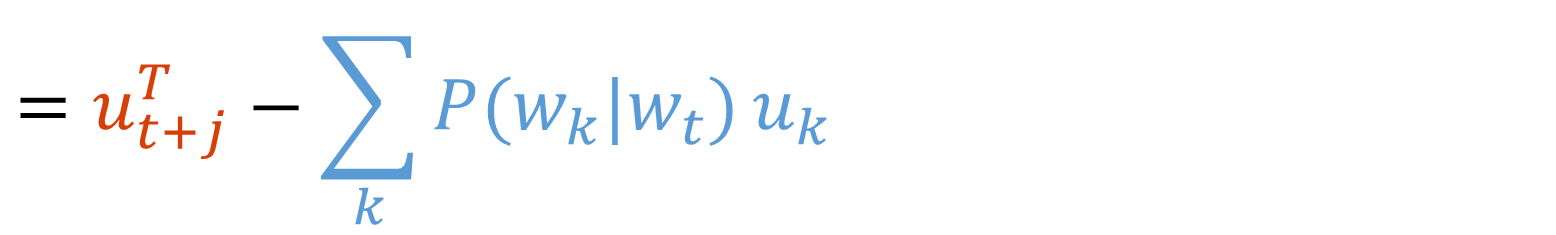 = u_{t+j}^T − ∑_k P(w_k|w_t) u_k